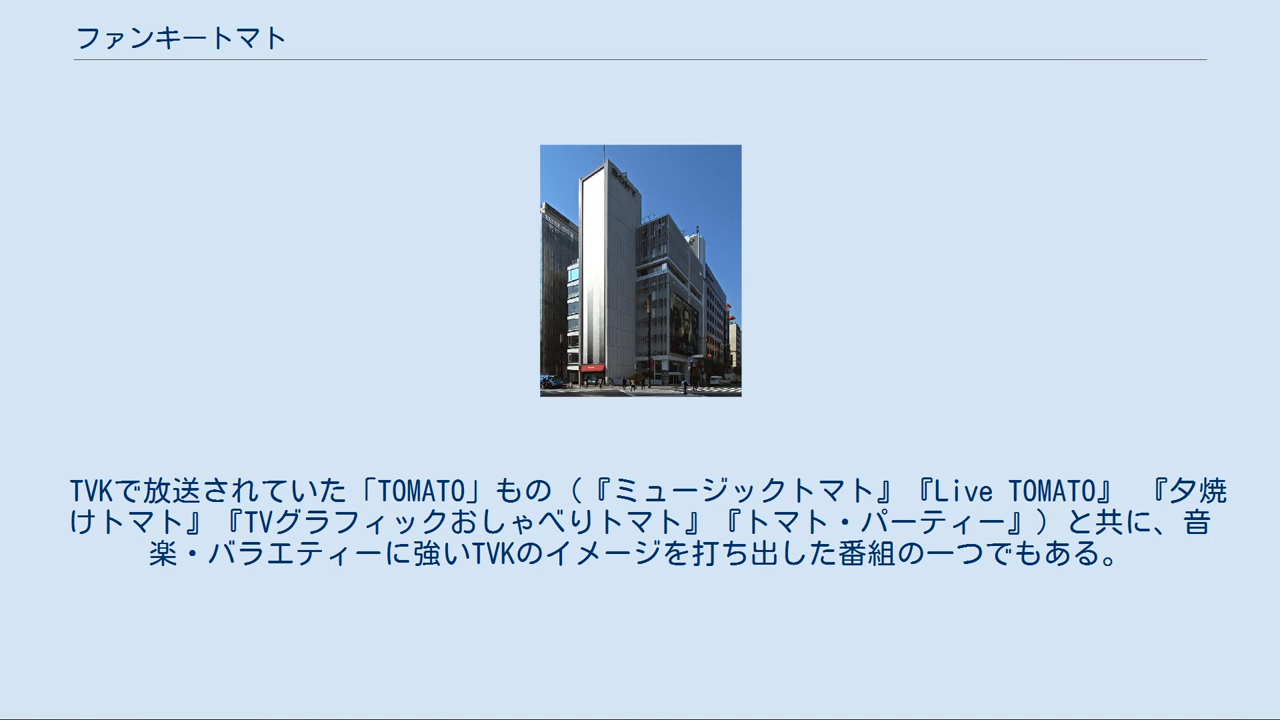 ファンキートマト
SONY
TVKで放送されていた「TOMATO」もの（『ミュージックトマト』『Live TOMATO』 『夕焼
けトマト』『TVグラフィックおしゃべりトマト』『トマト・パーティー』）と共に、音
楽・バラエティーに強いTVKのイメージを打ち出した番組の一つでもある。